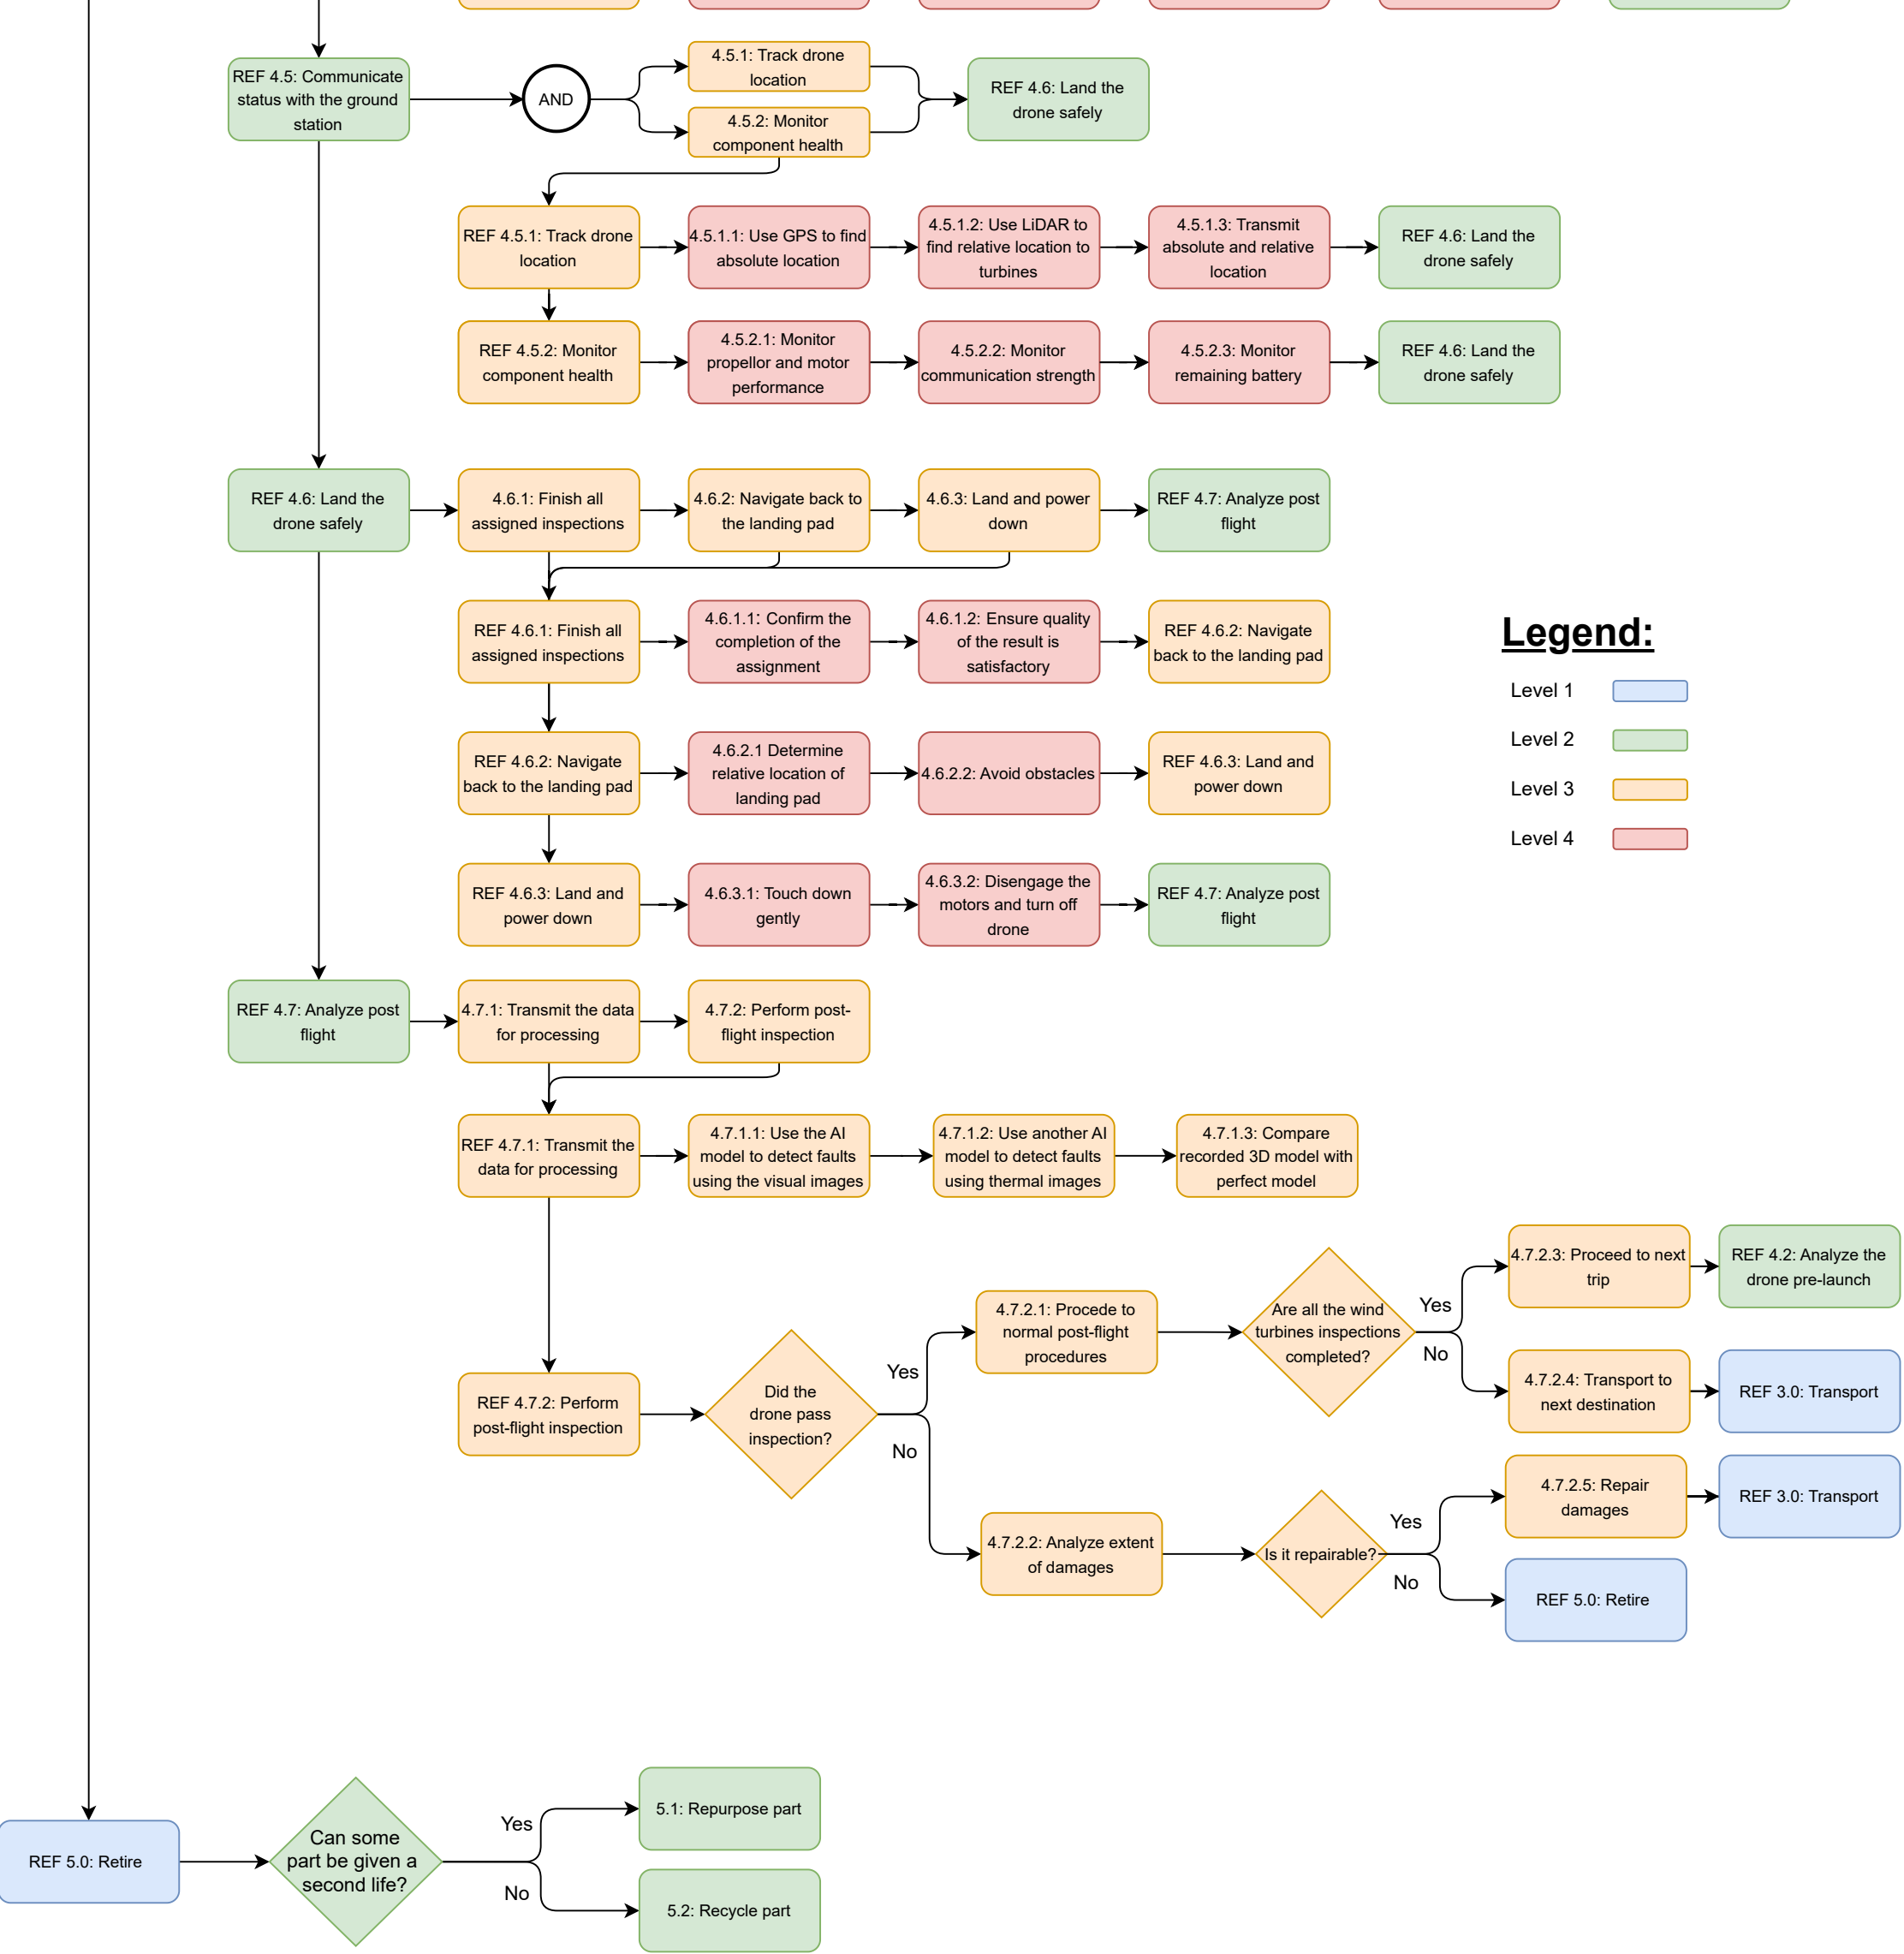 REF 4.5: Communicate
status with the ground
station
AND
4.5.1: Track drone
location
4.5.2: Monitor
component health
REF 4.6: Land the
drone safely
REF 4.5.1: Track drone
location
4.5.1.1: Use GPS to find
absolute location
4.5.1.2: Use LiDAR to
find relative location to
turbines
4.5.1.3: Transmit
absolute and relative
location
REF 4.6: Land the
drone safely
REF 4.5.2: Monitor
component health
4.5.2.1: Monitor
propellor and motor
performance
4.5.2.2: Monitor
communication strength
4.5.2.3: Monitor
remaining battery
REF 4.6: Land the
drone safely
REF 4.6: Land the
drone safely
4.6.1: Finish all
assigned inspections
4.6.2: Navigate back to
the landing pad
4.6.3: Land and power
down
REF 4.7: Analyze post
flight
REF 4.6.1: Finish all
assigned inspections
4.6.1.1: Confirm the
completion of the
assignment
4.6.1.2: Ensure quality
of the result is
satisfactory
REF 4.6.2: Navigate
back to the landing pad
Legend:
Level 1
Level 2
Level 3
Level 4
REF 4.6.2: Navigate
back to the landing pad
4.6.2.1 Determine
relative location of
landing pad
4.6.2.2: Avoid obstacles
REF 4.6.3: Land and
power down
REF 4.6.3: Land and
power down
4.6.3.1: Touch down
gently
4.6.3.2: Disengage the
motors and turn off
drone
REF 4.7: Analyze post
flight
REF 4.7: Analyze post
flight
4.7.1: Transmit the data
for processing
4.7.2: Perform post-
flight inspection
REF 4.7.1: Transmit the
data for processing
4.7.1.1: Use the AI
model to detect faults
using the visual images
4.7.1.2: Use another AI
model to detect faults
using thermal images
4.7.1.3: Compare
recorded 3D model with
perfect model
REF 4.7.2: Perform
post-flight inspection
Did the
drone pass
inspection?
Yes
No
4.7.2.1: Procede to
normal post-flight
procedures
Are all the wind
turbines inspections
completed?
Yes
No
4.7.2.3: Proceed to next
trip
REF 4.2: Analyze the
drone pre-launch
4.7.2.4: Transport to
next destination
REF 3.0: Transport
4.7.2.2: Analyze extent
of damages
Is it repairable?
Yes
No
4.7.2.5: Repair
damages
REF 3.0: Transport
REF 5.0: Retire
REF 5.0: Retire
Can some
part be given a
second life?
Yes
No
5.1: Repurpose part
5.2: Recycle part